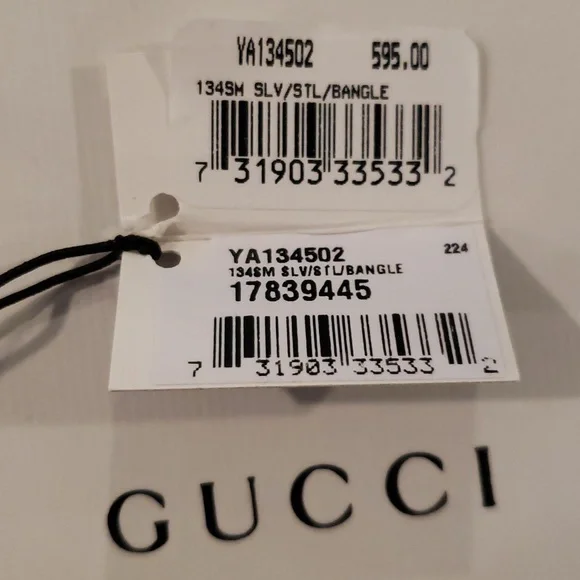 YA134502 595.00
134SM SLV/STL/BANGLE
7 31903 33533 2
YA134502 224
134SM SLV/STL/BANGLE
17839445
7 31903 33533 2
GUCCI